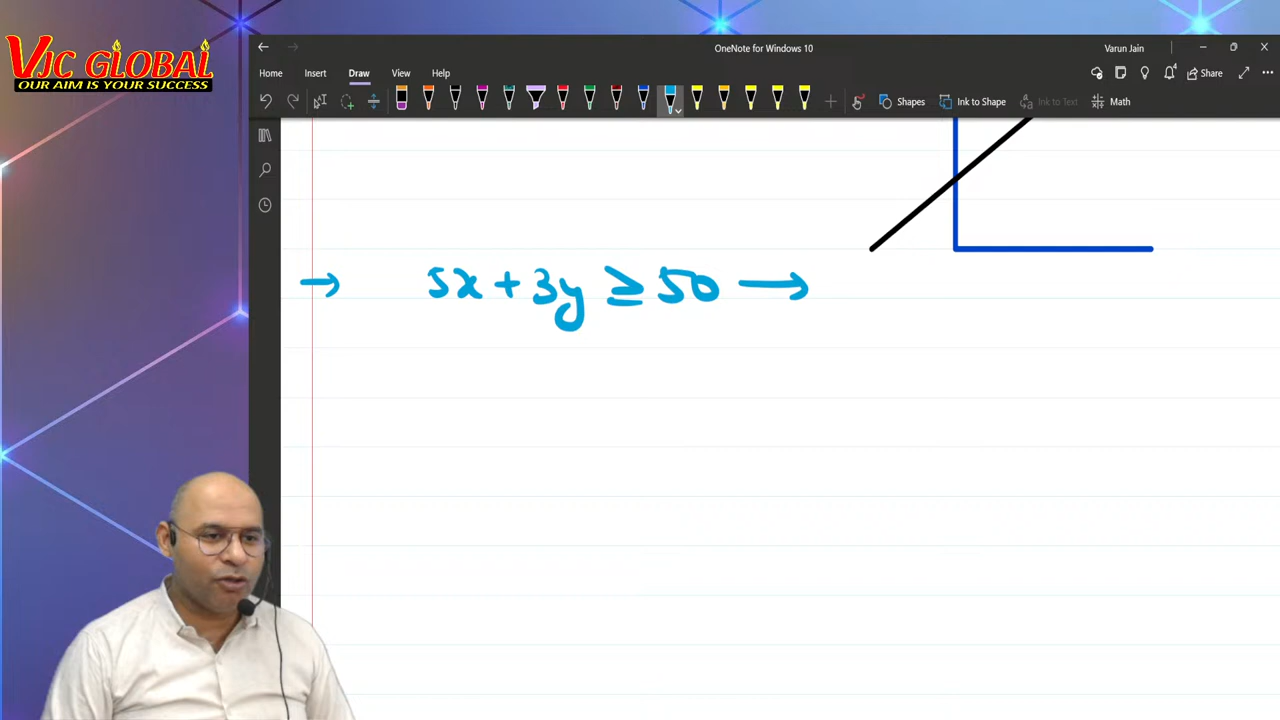 VJC GLOBAL
OUR AIM IS YOUR SUCCESS
OneNote for Windows 10
Varun Jain
Home Insert Draw View Help
4 Share
Shapes Ink to Shape Ink to Text Math
→ 5x + 3y ≥ 50 →